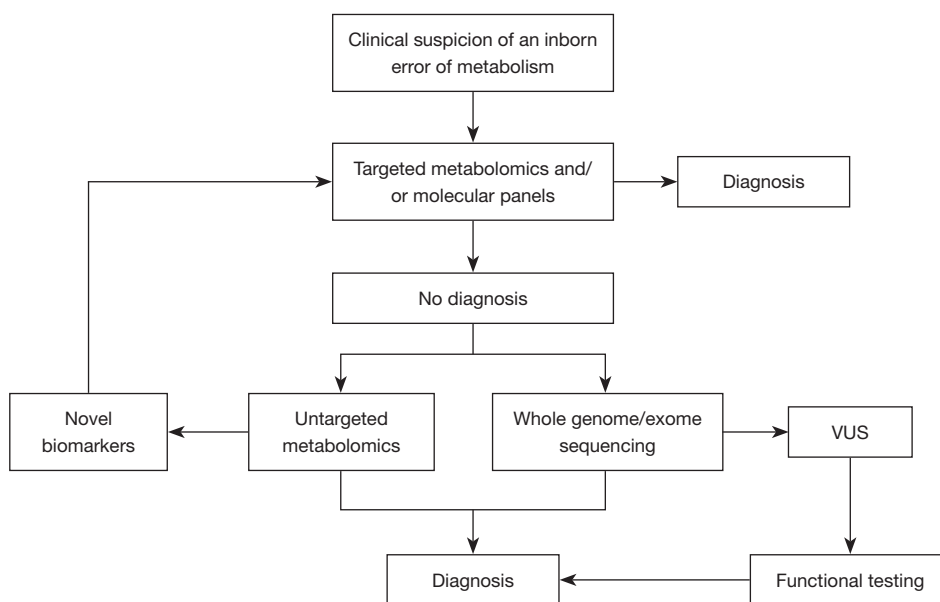 Clinical suspicion of an inborn
error of metabolism
Targeted metabolomics and/
or molecular panels
Diagnosis
No diagnosis
Novel
biomarkers
Untargeted
metabolomics
Whole genome/exome
sequencing
VUS
Diagnosis
Functional testing